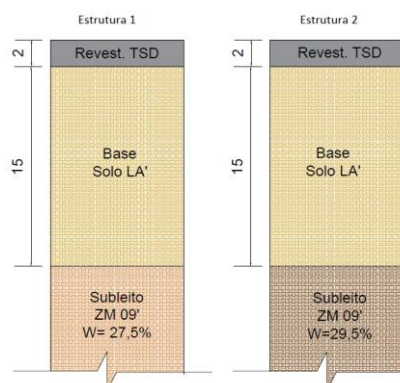 Estrutura 1
2
Revest. TSD
15
Base
Solo LA'
Subleito
ZM 09'
W= 27,5%
Estrutura 2
2
Revest. TSD
15
Base
Solo LA'
Subleito
ZM 09'
W=29,5%